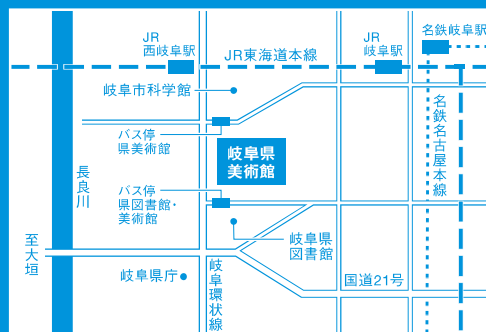 JR
西岐阜駅
JR東海道本線
JR
岐阜駅
名鉄岐阜駅
岐阜市科学館
バス停
県美術館
岐阜県
美術館
名鉄名古屋本線
長良川
バス停
県図書館・
美術館
至大垣
岐阜県
図書館
岐阜県庁
岐阜環状線
国道21号